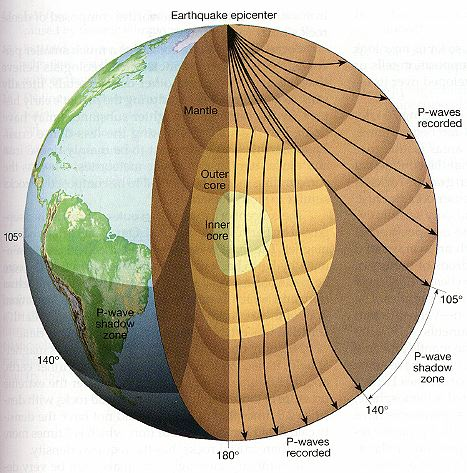 Earthquake epicenter
Mantle
P-waves
recorded
Outer
core
Inner
core
105°
P-wave
shadow
zone
140°
105°
P-wave
shadow
zone
140°
180°
P-waves
recorded